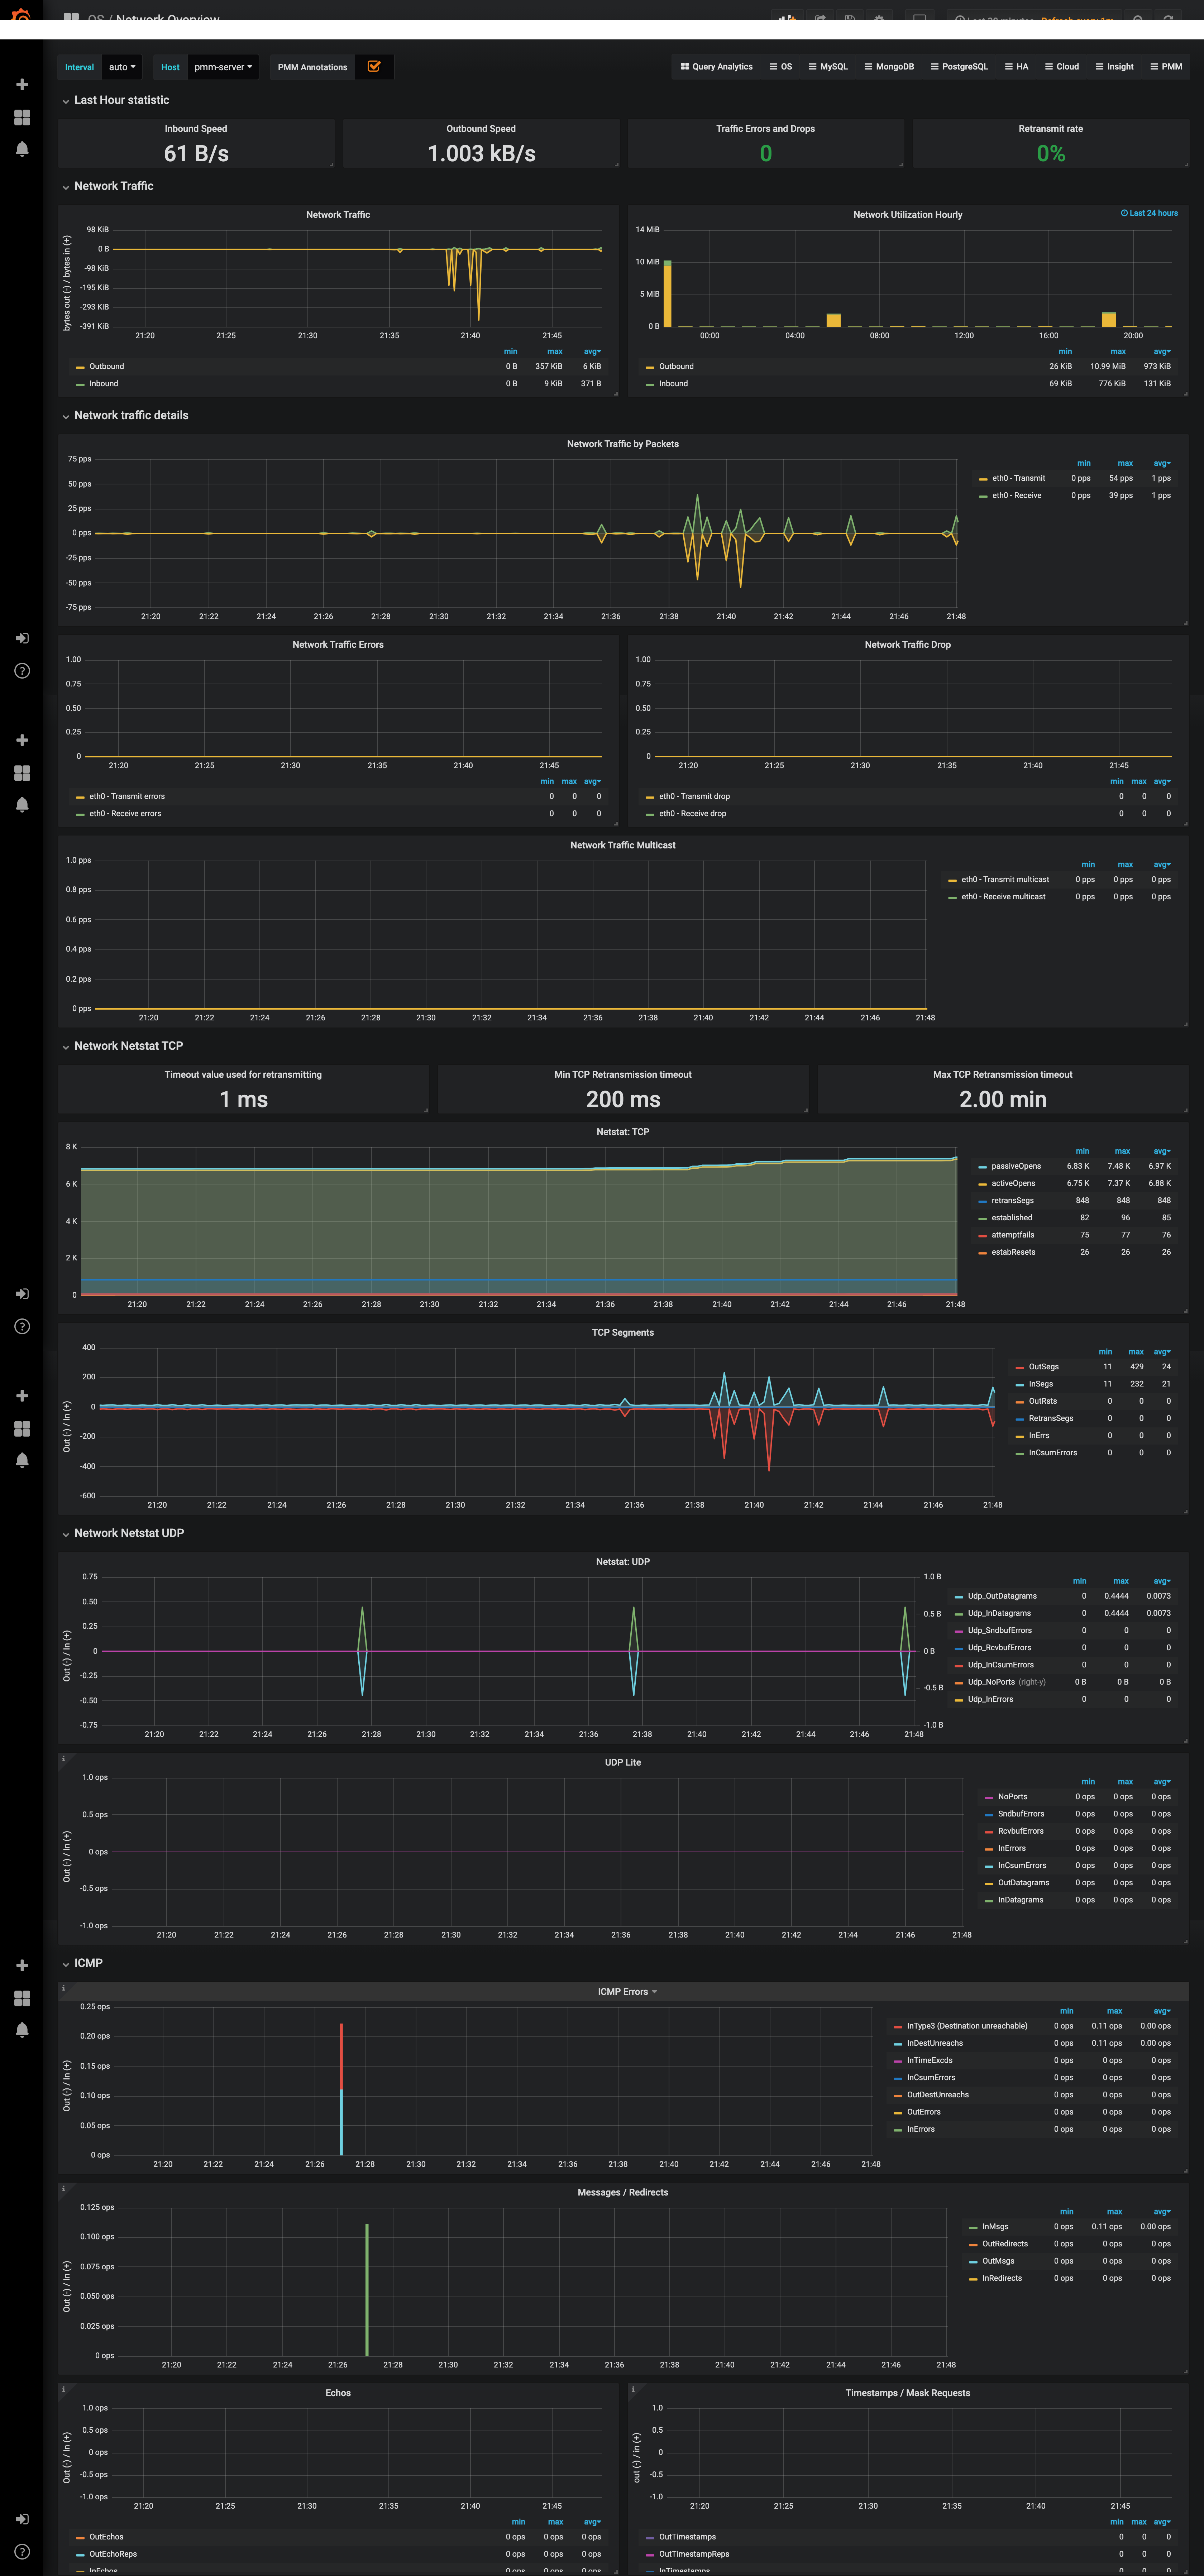 OS / Network Overview
Interval auto Host pmm-server PMM Annotations Query Analytics OS MySQL MongoDB PostgreSQL HA Cloud Insight PMM
Last Hour statistic
Inbound Speed Outbound Speed Traffic Errors and Drops Retransmit rate
61 B/s 1.003 kB/s 0 0%
Network Traffic
Network Traffic
bytes out (-) / bytes in (+)
98 KiB
0 B
-98 KiB
-195 KiB
-293 KiB
-391 KiB
21:20 21:25 21:30 21:35 21:40 21:45
min max avg
Outbound 0 B 357 KiB 6 KiB
Inbound 0 B 9 KiB 371 B
Network Utilization Hourly Last 24 hours
14 MiB
10 MiB
5 MiB
0 B
00:00 04:00 08:00 12:00 16:00 20:00
min max avg
Outbound 26 KiB 10.99 MiB 973 KiB
Inbound 69 KiB 776 KiB 131 KiB
Network traffic details
Network Traffic by Packets
75 pps
50 pps
25 pps
0 pps
-25 pps
-50 pps
-75 pps
21:20 21:22 21:24 21:26 21:28 21:30 21:32 21:34 21:36 21:38 21:40 21:42 21:44 21:46 21:48
min max avg
eth0 - Transmit 0 pps 54 pps 1 pps
eth0 - Receive 0 pps 39 pps 1 pps
Network Traffic Errors
1.00
0.75
0.50
0.25
0
21:20 21:25 21:30 21:35 21:40 21:45
min max avg
eth0 - Transmit errors 0 0 0
eth0 - Receive errors 0 0 0
Network Traffic Drop
1.00
0.75
0.50
0.25
0
21:20 21:25 21:30 21:35 21:40 21:45
min max avg
eth0 - Transmit drop 0 0 0
eth0 - Receive drop 0 0 0
Network Traffic Multicast
1.0 pps
0.8 pps
0.6 pps
0.4 pps
0.2 pps
0 pps
21:20 21:22 21:24 21:26 21:28 21:30 21:32 21:34 21:36 21:38 21:40 21:42 21:44 21:46 21:48
min max avg
eth0 - Transmit multicast 0 pps 0 pps 0 pps
eth0 - Receive multicast 0 pps 0 pps 0 pps
Network Netstat TCP
Timeout value used for retransmitting Min TCP Retransmission timeout Max TCP Retransmission timeout
1 ms 200 ms 2.00 min
Netstat: TCP
8 K
6 K
4 K
2 K
0
21:20 21:22 21:24 21:26 21:28 21:30 21:32 21:34 21:36 21:38 21:40 21:42 21:44 21:46 21:48
min max avg
passiveOpens 6.83 K 7.48 K 6.97 K
activeOpens 6.75 K 7.37 K 6.88 K
retransSegs 848 848 848
established 82 96 85
attemptfails 75 77 76
estabResets 26 26 26
TCP Segments
Out (-) / In (+)
400
200
0
-200
-400
-600
21:20 21:22 21:24 21:26 21:28 21:30 21:32 21:34 21:36 21:38 21:40 21:42 21:44 21:46 21:48
min max avg
OutSegs 11 429 24
InSegs 11 232 21
OutRsts 0 0 0
RetransSegs 0 0 0
InErrs 0 0 0
InCsumErrors 0 0 0
Network Netstat UDP
Netstat: UDP
Out (-) / In (+)
0.75
0.50
0.25
0
-0.25
-0.50
-0.75
1.0 B
0.5 B
0 B
-0.5 B
-1.0 B
21:20 21:22 21:24 21:26 21:28 21:30 21:32 21:34 21:36 21:38 21:40 21:42 21:44 21:46 21:48
min max avg
Udp_OutDatagrams 0 0.4444 0.0073
Udp_InDatagrams 0 0.4444 0.0073
Udp_SndbufErrors 0 0 0
Udp_RcvbufErrors 0 0 0
Udp_InCsumErrors 0 0 0
Udp_NoPorts (right-y) 0 B 0 B 0 B
Udp_InErrors 0 0 0
UDP Lite
Out (-) / In (+)
1.0 ops
0.5 ops
0 ops
-0.5 ops
-1.0 ops
21:20 21:22 21:24 21:26 21:28 21:30 21:32 21:34 21:36 21:38 21:40 21:42 21:44 21:46 21:48
min max avg
NoPorts 0 ops 0 ops 0 ops
SndbufErrors 0 ops 0 ops 0 ops
RcvbufErrors 0 ops 0 ops 0 ops
InErrors 0 ops 0 ops 0 ops
InCsumErrors 0 ops 0 ops 0 ops
OutDatagrams 0 ops 0 ops 0 ops
InDatagrams 0 ops 0 ops 0 ops
ICMP
ICMP Errors
Out (-) / In (+)
0.25 ops
0.20 ops
0.15 ops
0.10 ops
0.05 ops
0 ops
21:20 21:22 21:24 21:26 21:28 21:30 21:32 21:34 21:36 21:38 21:40 21:42 21:44 21:46 21:48
min max avg
InType3 (Destination unreachable) 0 ops 0.11 ops 0.00 ops
InDestUnreachs 0 ops 0.11 ops 0.00 ops
InTimeExcds 0 ops 0 ops 0 ops
InCsumErrors 0 ops 0 ops 0 ops
OutDestUnreachs 0 ops 0 ops 0 ops
OutErrors 0 ops 0 ops 0 ops
InErrors 0 ops 0 ops 0 ops
Messages / Redirects
Out (-) / In (+)
0.125 ops
0.100 ops
0.075 ops
0.050 ops
0.025 ops
0 ops
21:20 21:22 21:24 21:26 21:28 21:30 21:32 21:34 21:36 21:38 21:40 21:42 21:44 21:46 21:48
min max avg
InMsgs 0 ops 0.11 ops 0.00 ops
OutRedirects 0 ops 0 ops 0 ops
OutMsgs 0 ops 0 ops 0 ops
InRedirects 0 ops 0 ops 0 ops
Echos
Out (-) / In (+)
1.0 ops
0.5 ops
0 ops
-0.5 ops
-1.0 ops
21:20 21:25 21:30 21:35 21:40 21:45
min max avg
OutEchos 0 ops 0 ops 0 ops
OutEchoReps 0 ops 0 ops 0 ops
InEchos 0 ops 0 ops 0 ops
Timestamps / Mask Requests
out (-) / in (+)
1.0
0.5
0
-0.5
-1.0
21:20 21:25 21:30 21:35 21:40 21:45
min max avg
OutTimestamps 0 0 0
OutTimestampReps 0 0 0
InTimestamps 0 0 0